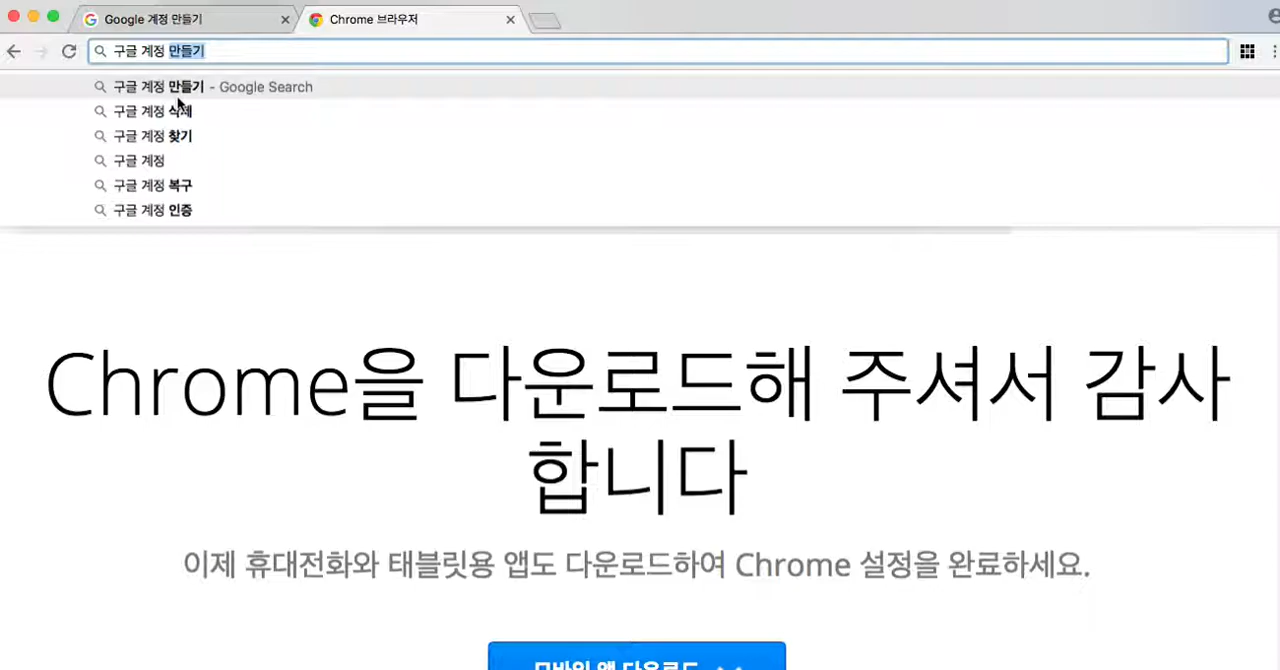 Google 계정 만들기
Chrome 브라우저
구글 계정 만들기
구글 계정 만들기 - Google Search
구글 계정 삭제
구글 계정 찾기
구글 계정
구글 계정 복구
구글 계정 인증
Chrome을 다운로드해 주셔서 감사
합니다
이제 휴대전화와 태블릿용 앱도 다운로드하여 Chrome 설정을 완료하세요.
모바일 앱 다운로드